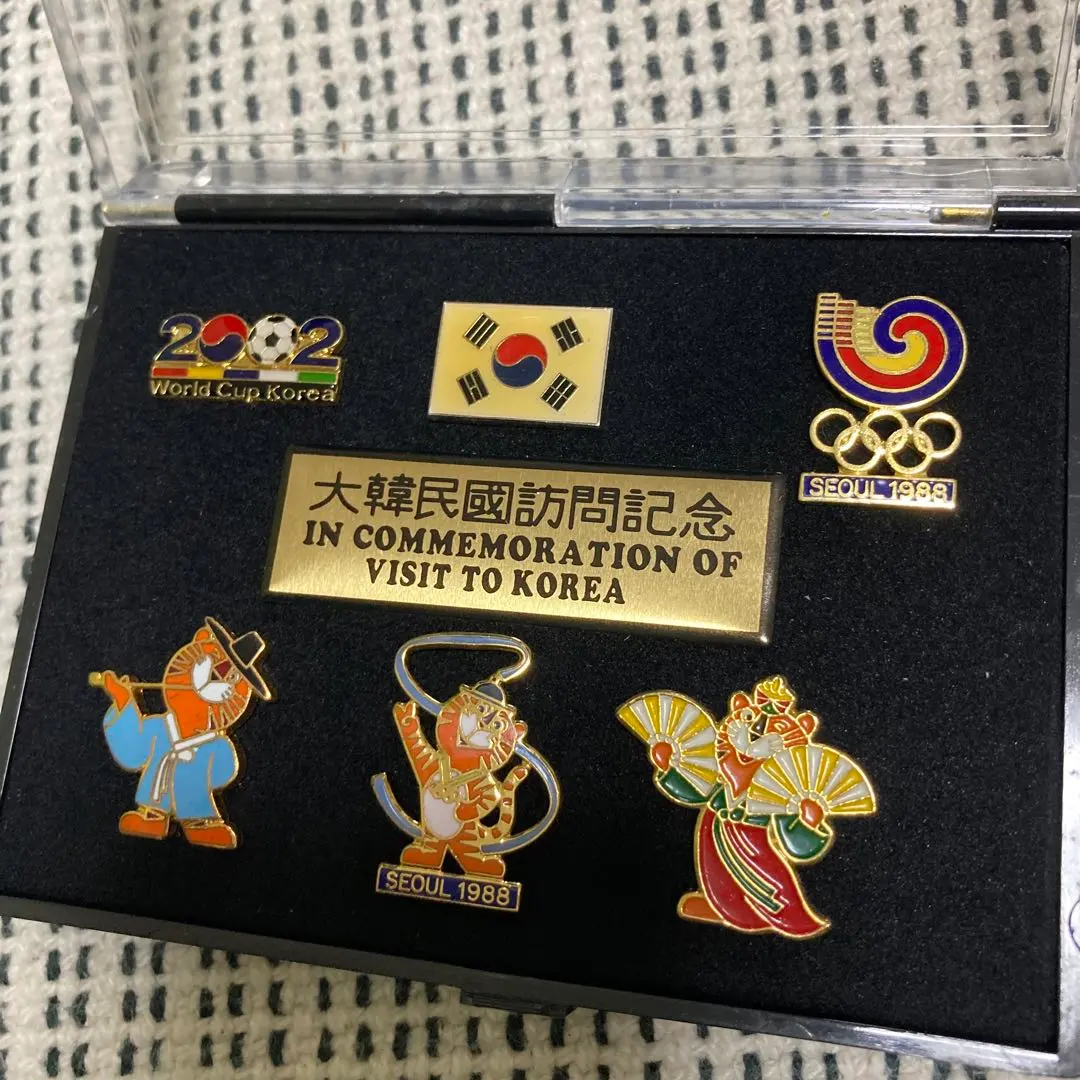 2002
World Cup Korea
SEOUL 1988
大韓民國訪問記念
IN COMMEMORATION OF
VISIT TO KOREA
SEOUL 1988